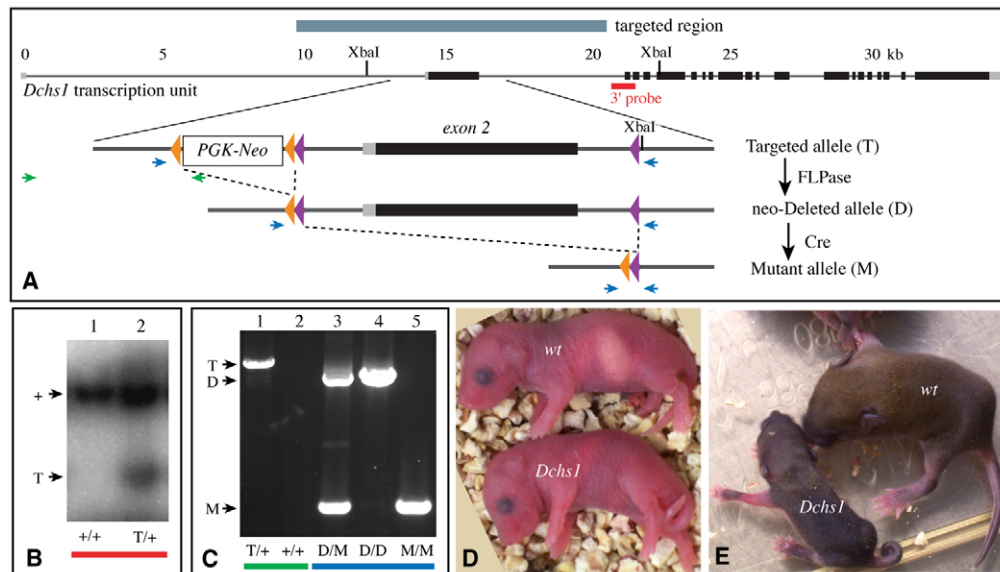 targeted region
0 5 10 15 20 25 30 kb
XbaI XbaI
Dchs1 transcription unit
3' probe
exon 2
XbaI
PGK-Neo
Targeted allele (T)
FLPase
neo-Deleted allele (D)
Cre
Mutant allele (M)
A
1 2
+
T
+/+ T/+
B
1 2 3 4 5
T
D
M
T/+ +/+ D/M D/D M/M
C
wt
Dchs1
D
wt
Dchs1
E